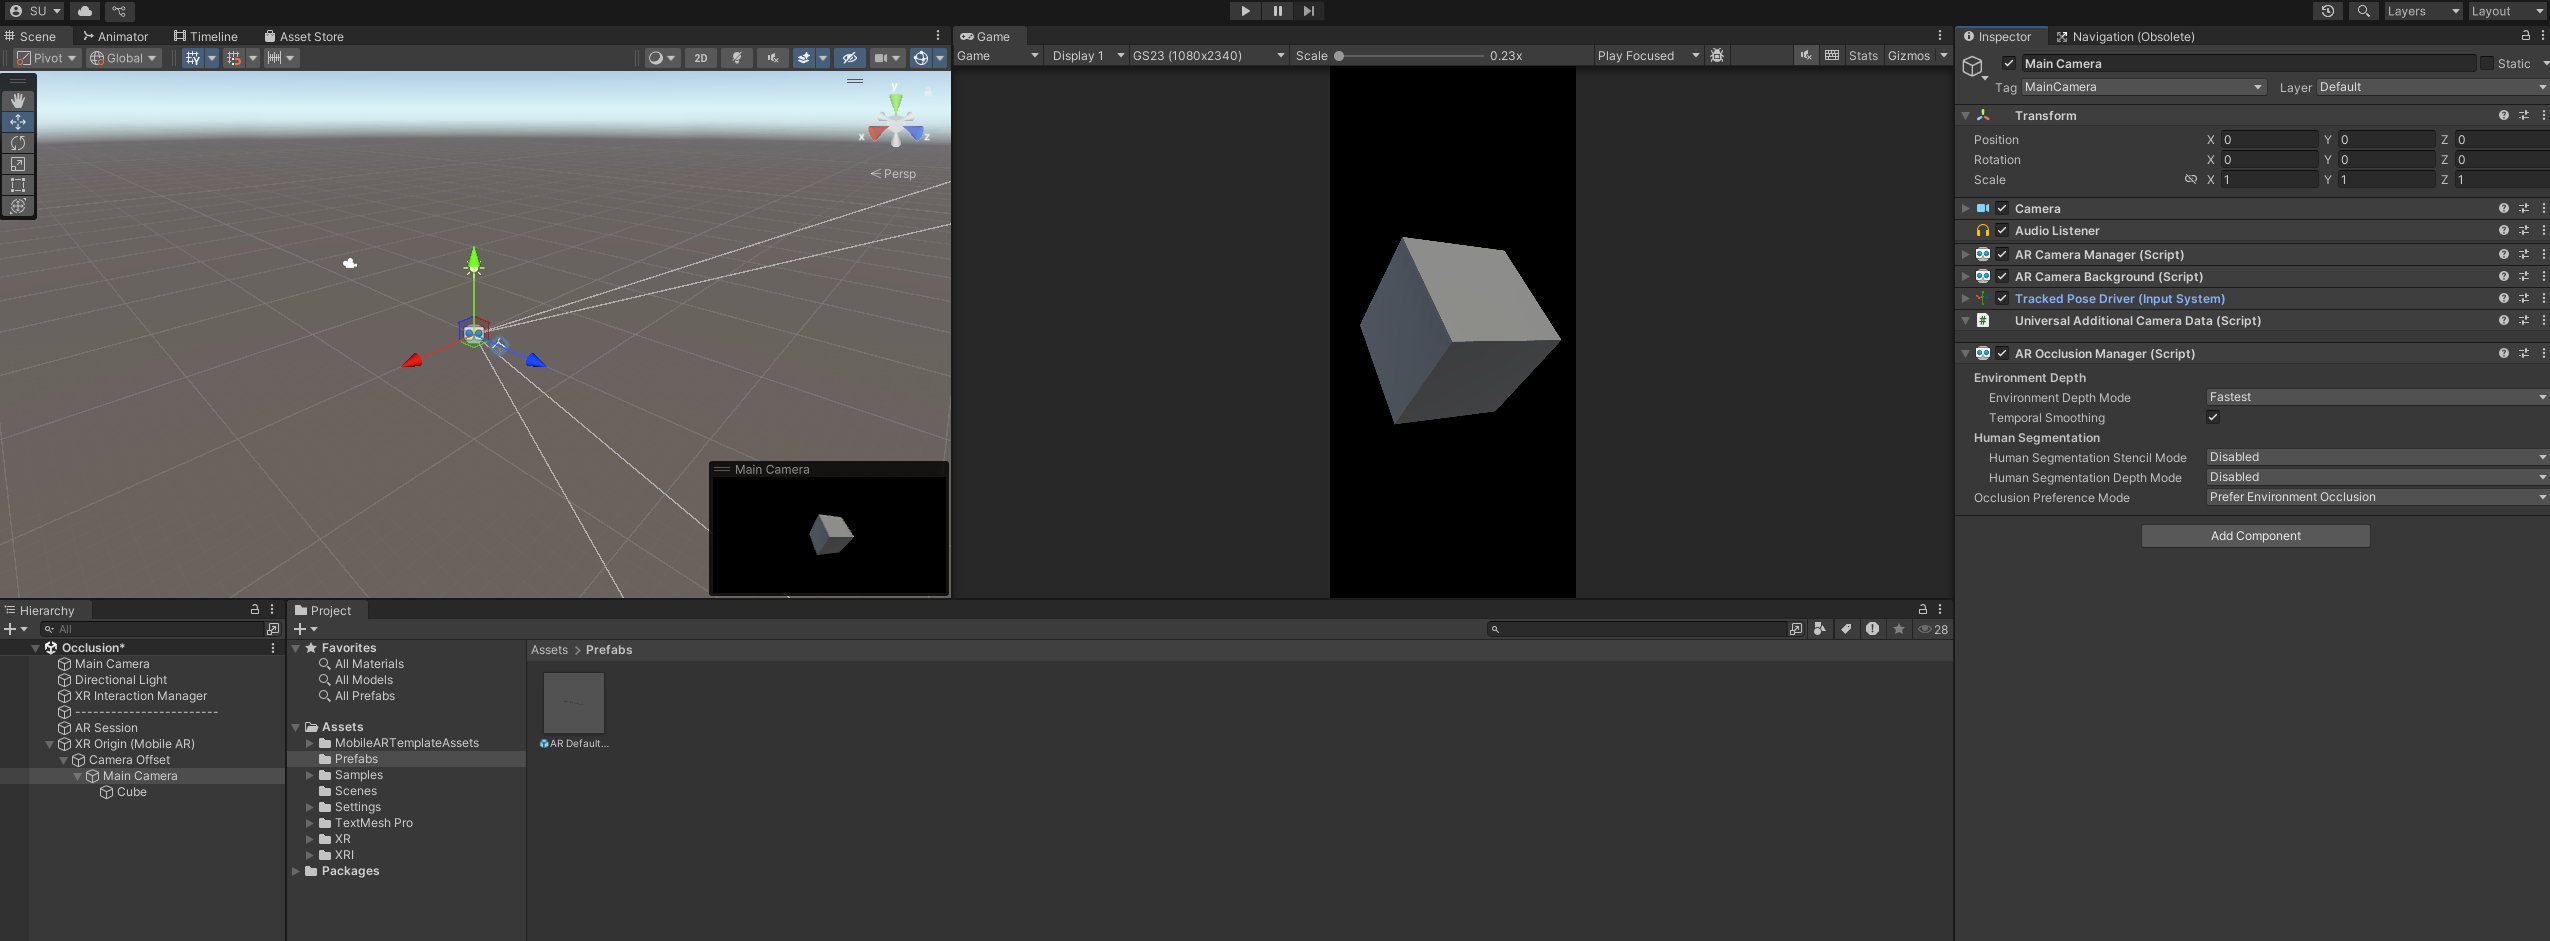 SU
Layers
Layout
Scene
Animator
Timeline
Asset Store
Game
Inspector
Navigation (Obsolete)
Pivot
Global
2D
Game
Display 1
GS23 (1080x2340)
Scale
0.23x
Play Focused
Stats
Gizmos
y
x
z
Persp
Main Camera
Main Camera
Static
Tag
MainCamera
Layer
Default
Transform
Position
X
0
Y
0
Z
0
Rotation
X
0
Y
0
Z
0
Scale
X
1
Y
1
Z
1
Camera
Audio Listener
AR Camera Manager (Script)
AR Camera Background (Script)
Tracked Pose Driver (Input System)
Universal Additional Camera Data (Script)
AR Occlusion Manager (Script)
Environment Depth
Environment Depth Mode
Fastest
Temporal Smoothing
Human Segmentation
Human Segmentation Stencil Mode
Disabled
Human Segmentation Depth Mode
Disabled
Occlusion Preference Mode
Prefer Environment Occlusion
Add Component
Hierarchy
All
Occlusion*
Main Camera
Directional Light
XR Interaction Manager
------------------------
AR Session
XR Origin (Mobile AR)
Camera Offset
Main Camera
Cube
Project
28
Favorites
All Materials
All Models
All Prefabs
Assets
MobileARTemplateAssets
Prefabs
Samples
Scenes
Settings
TextMesh Pro
XR
XRI
Packages
Assets > Prefabs
AR Default...